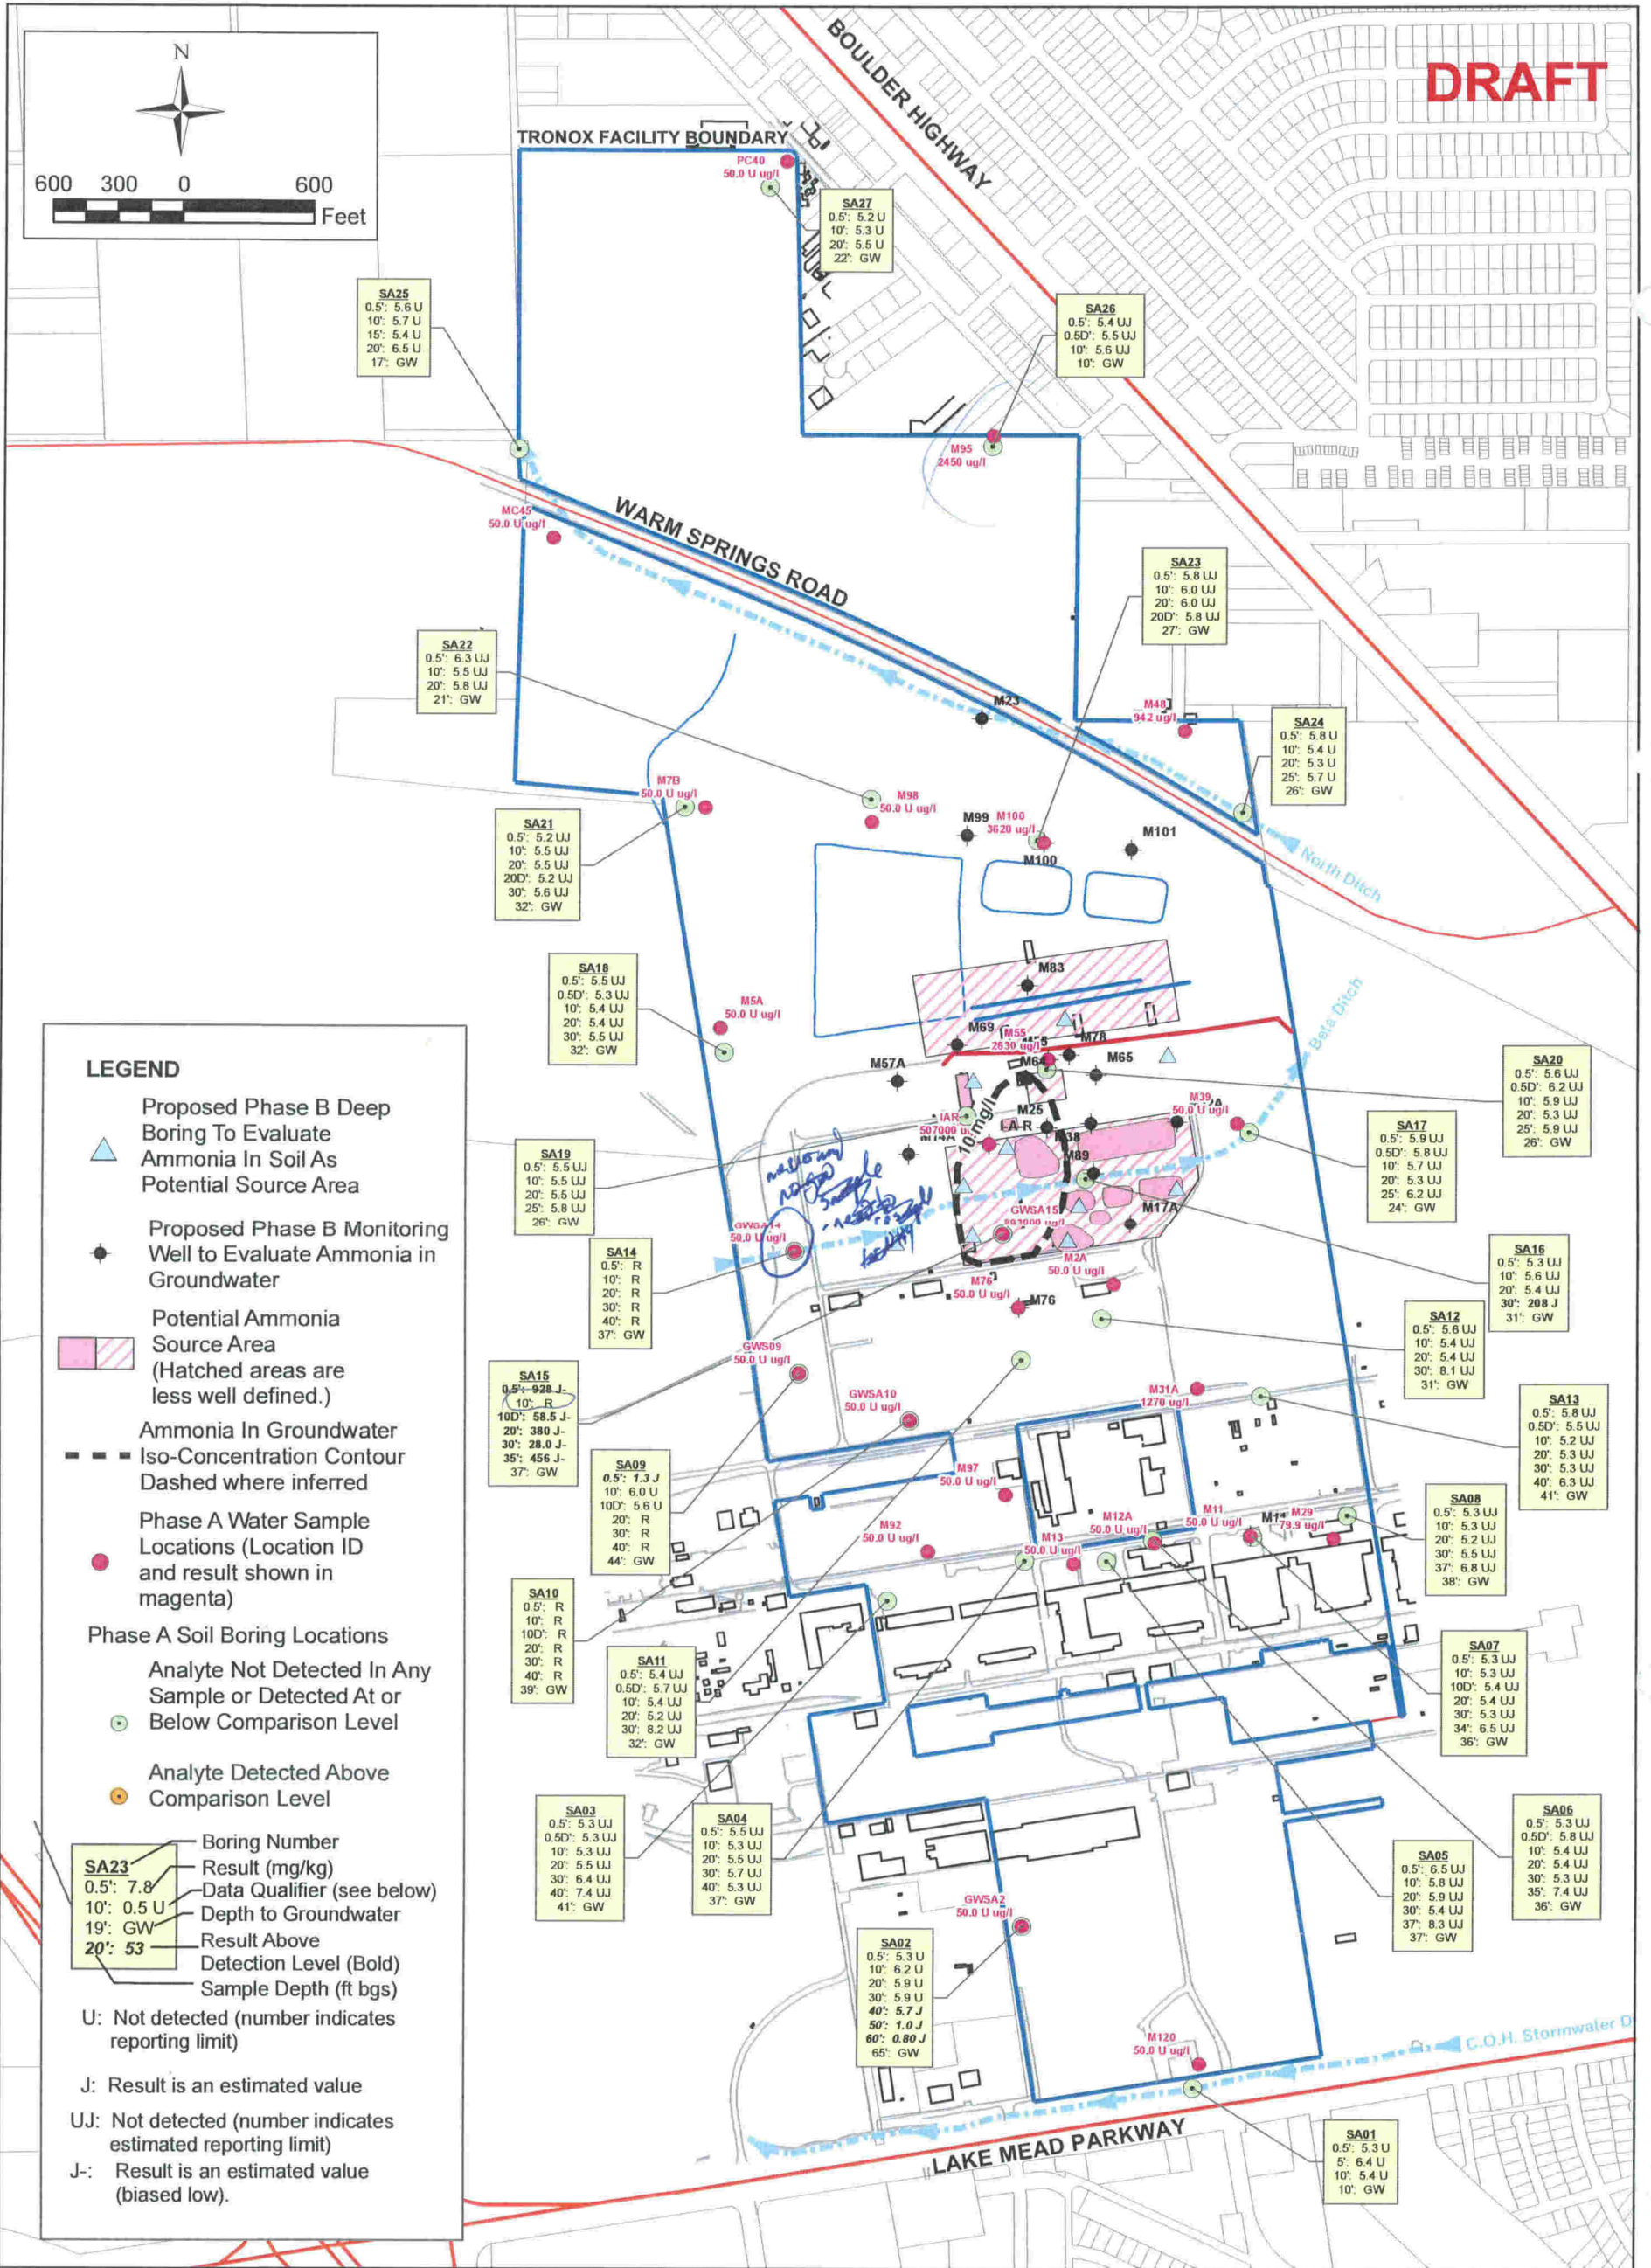 N
600 300 0 600
Feet
DRAFT
BOULDER HIGHWAY
TRONOX FACILITY BOUNDARY
PC40
50.0 U ug/l
SA27
0.5': 5.2 U
10': 5.3 U
20': 5.5 U
22': GW
SA25
0.5': 5.6 U
10': 5.7 U
15': 5.4 U
20': 6.5 U
17': GW
SA26
0.5': 5.4 UJ
0.5D': 5.5 UJ
10': 5.6 UJ
10': GW
M95
2450 ug/l
MC45
50.0 U ug/l
WARM SPRINGS ROAD
SA23
0.5': 5.8 UJ
10': 6.0 UJ
20': 6.0 UJ
20D': 5.8 UJ
27': GW
SA22
0.5': 6.3 UJ
10': 5.5 UJ
20': 5.8 UJ
21': GW
M23
M48
942 ug/l
SA24
0.5': 5.8 U
10': 5.4 U
20': 5.3 U
25': 5.7 U
26': GW
M7B
50.0 U ug/l
M98
50.0 U ug/l
M99
M100
3620 ug/l
M100
M101
North Ditch
SA21
0.5': 5.2 UJ
10': 5.5 UJ
20': 5.5 UJ
20D': 5.2 UJ
30': 5.6 UJ
32': GW
SA18
0.5': 5.5 UJ
0.5D': 5.3 UJ
10': 5.4 UJ
20': 5.4 UJ
30': 5.5 UJ
32': GW
M5A
50.0 U ug/l
M83
M69
M55
2630 ug/l
M78
M64
M65
M57A
Beta Ditch
SA20
0.5': 5.6 UJ
0.5D': 6.2 UJ
10': 5.9 UJ
20': 5.3 UJ
25': 5.9 UJ
26': GW
IAR
507000
10 mg/l
M25
I-A-R
M38
M39
50.0 U ug/l
M89
SA17
0.5': 5.9 UJ
0.5D': 5.8 UJ
10': 5.7 UJ
20': 5.3 UJ
25': 6.2 UJ
24': GW
SA19
0.5': 5.5 UJ
10': 5.5 UJ
20': 5.5 UJ
25': 5.8 UJ
26': GW
M17A
GWSA15
GWSA14
50.0 U ug/l
SA14
0.5': R
10': R
20': R
30': R
40': R
37': GW
M2A
50.0 U ug/l
M76
50.0 U ug/l
M76
SA16
0.5': 5.3 UJ
10': 5.6 UJ
20': 5.4 UJ
30': 208 J
31': GW
SA12
0.5': 5.6 UJ
10': 5.4 UJ
20': 5.4 UJ
30': 8.1 UJ
31': GW
GWS09
50.0 U ug/l
SA15
0.5': 928 J-
10': R
10D': 58.5 J-
20': 380 J-
30': 28.0 J-
35': 456 J-
37': GW
GWSA10
50.0 U ug/l
M31A
1270 ug/l
SA13
0.5': 5.8 UJ
0.5D': 5.5 UJ
10': 5.2 UJ
20': 5.3 UJ
30': 5.3 UJ
40': 6.3 UJ
41': GW
SA09
0.5': 1.3 J
10': 6.0 U
10D': 5.6 U
20': R
30': R
40': R
44': GW
M97
50.0 U ug/l
M92
50.0 U ug/l
M13
50.0 U ug/l
M12A
50.0 U ug/l
M11
50.0 U ug/l
M29
79.9 ug/l
SA08
0.5': 5.3 UJ
10': 5.3 UJ
20': 5.2 UJ
30': 5.5 UJ
37': 6.8 UJ
38': GW
SA10
0.5': R
10': R
10D': R
20': R
30': R
40': R
39': GW
SA11
0.5': 5.4 UJ
0.5D': 5.7 UJ
10': 5.4 UJ
20': 5.2 UJ
30': 8.2 UJ
32': GW
SA07
0.5': 5.3 UJ
10': 5.3 UJ
10D': 5.4 UJ
20': 5.4 UJ
30': 5.3 UJ
34': 6.5 UJ
36': GW
SA03
0.5': 5.3 UJ
0.5D': 5.3 UJ
10': 5.3 UJ
20': 5.5 UJ
30': 6.4 UJ
40': 7.4 UJ
41': GW
SA04
0.5': 5.5 UJ
10': 5.3 UJ
20': 5.5 UJ
30': 5.7 UJ
40': 5.3 UJ
37': GW
SA05
0.5': 6.5 UJ
10': 5.8 UJ
20': 5.9 UJ
30': 5.4 UJ
37': 8.3 UJ
37': GW
SA06
0.5': 5.3 UJ
0.5D': 5.8 UJ
10': 5.4 UJ
20': 5.4 UJ
30': 5.3 UJ
35': 7.4 UJ
36': GW
GWSA2
50.0 U ug/l
SA02
0.5': 5.3 U
10': 6.2 U
20': 5.9 U
30': 5.9 U
40': 5.7 J
50': 1.0 J
60': 0.80 J
65': GW
M120
50.0 U ug/l
C.O.H. Stormwater D
LAKE MEAD PARKWAY
SA01
0.5': 5.3 U
5': 6.4 U
10': 5.4 U
10': GW
LEGEND
Proposed Phase B Deep
Boring To Evaluate
Ammonia In Soil As
Potential Source Area
Proposed Phase B Monitoring
Well to Evaluate Ammonia in
Groundwater
Potential Ammonia
Source Area
(Hatched areas are
less well defined.)
Ammonia In Groundwater
Iso-Concentration Contour
Dashed where inferred
Phase A Water Sample
Locations (Location ID
and result shown in
magenta)
Phase A Soil Boring Locations
Analyte Not Detected In Any
Sample or Detected At or
Below Comparison Level
Analyte Detected Above
Comparison Level
SA23
0.5': 7.8
10': 0.5 U
19': GW
20': 53
Boring Number
Result (mg/kg)
Data Qualifier (see below)
Depth to Groundwater
Result Above
Detection Level (Bold)
Sample Depth (ft bgs)
U: Not detected (number indicates
reporting limit)
J: Result is an estimated value
UJ: Not detected (number indicates
estimated reporting limit)
J-: Result is an estimated value
(biased low).